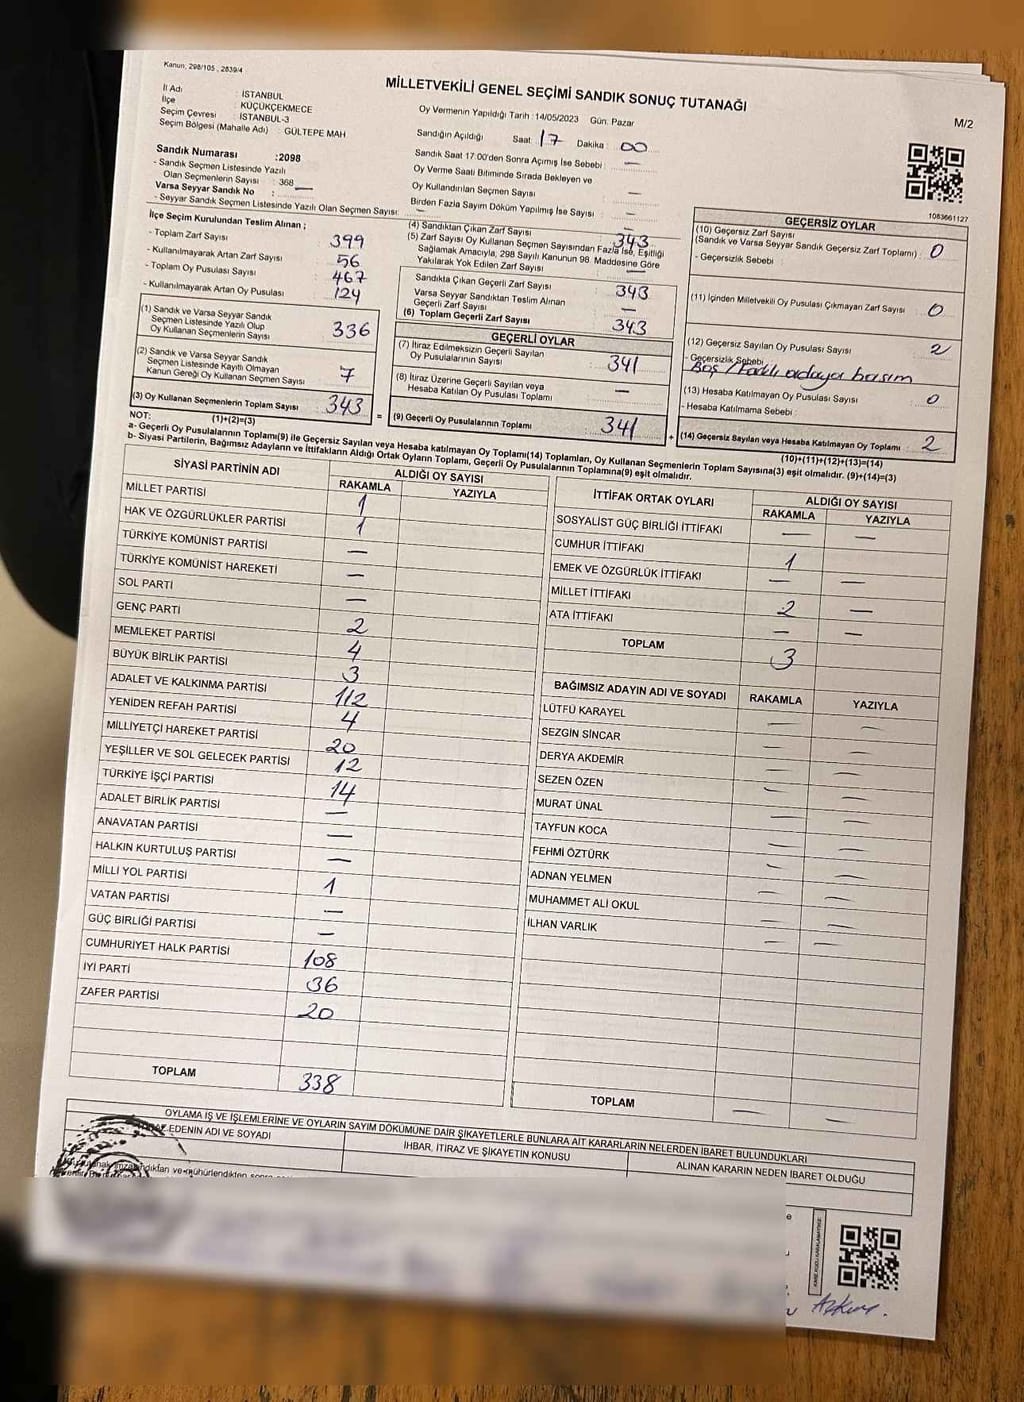 Kanun, 298/105 , 2839/4
MİLLETVEKİLİ GENEL SEÇİMİ SANDIK SONUÇ TUTANAĞI
M/2
İl Adı : İSTANBUL
İlçe : KÜÇÜKÇEKMECE
Seçim Çevresi : İSTANBUL-3
Seçim Bölgesi (Mahalle Adı) : GÜLTEPE MAH
Oy Vermenin Yapıldığı Tarih :14/05/2023 Gün: Pazar
Sandığın Açıldığı Saat 17 Dakika : 00
Sandık Saat 17:00'den Sonra Açımış İse Sebebi : —
Oy Verme Saati Bitiminde Sırada Bekleyen ve
Oy Kullandırılan Seçmen Sayısı : —
Birden Fazla Sayım Döküm Yapılmış İse Sayısı : —
Sandık Numarası :2098
- Sandık Seçmen Listesinde Yazılı
Olan Seçmenlerin Sayısı : 368
Varsa Seyyar Sandık No : —
- Seyyar Sandık Seçmen Listesinde Yazılı Olan Seçmen Sayısı: —
1083661127
İlçe Seçim Kurulundan Teslim Alınan ;
- Toplam Zarf Sayısı : 399
- Kullanılmayarak Artan Zarf Sayısı : 56
- Toplam Oy Pusulası Sayısı : 467
- Kullanılmayarak Artan Oy Pusulası : 124
(1) Sandık ve Varsa Seyyar Sandık
Seçmen Listesinde Yazılı Olup
Oy Kullanan Seçmenlerin Sayısı : 336
(2) Sandık ve Varsa Seyyar Sandık
Seçmen Listesinde Kayıtlı Olmayan
Kanun Gereği Oy Kullanan Seçmen Sayısı : 7
(3) Oy Kullanan Seçmenlerin Toplam Sayısı : 343
(1)+(2)=(3)
(4) Sandıktan Çıkan Zarf Sayısı : 343
(5) Zarf Sayısı Oy Kullanan Seçmen Sayısından Fazla İse, Eşitliği
Sağlamak Amacıyla, 298 Sayılı Kanunun 98. Maddesine Göre
Yakılarak Yok Edilen Zarf Sayısı : —
Sandıkta Çıkan Geçerli Zarf Sayısı : 343
Varsa Seyyar Sandıktan Teslim Alınan
Geçerli Zarf Sayısı : —
(6) Toplam Geçerli Zarf Sayısı : 343
GEÇERLİ OYLAR
(7) İtiraz Edilmeksizin Geçerli Sayılan
Oy Pusulalarının Sayısı : 341
(8) İtiraz Üzerine Geçerli Sayılan veya
Hesaba Katılan Oy Pusulası Toplamı : —
= (9) Geçerli Oy Pusulalarının Toplamı : 341
GEÇERSİZ OYLAR
(10) Geçersiz Zarf Sayısı
(Sandık ve Varsa Seyyar Sandık Geçersiz Zarf Toplamı) : 0
- Geçersizlik Sebebi :
(11) İçinden Milletvekili Oy Pusulası Çıkmayan Zarf Sayısı : 0
(12) Geçersiz Sayılan Oy Pusulası Sayısı : 2
- Geçersizlik Sebebi :
Boş / Farklı adaya basım
(13) Hesaba Katılmayan Oy Pusulası Sayısı : 0
- Hesaba Katılmama Sebebi :
+ (14) Geçersiz Sayılan veya Hesaba Katılmayan Oy Toplamı : 2
(10)+(11)+(12)+(13)=(14)
NOT:
a- Geçerli Oy Pusulalarının Toplamı(9) ile Geçersiz Sayılan veya Hesaba katılmayan Oy Toplamı(14) Toplamları, Oy Kullanan Seçmenlerin Toplam Sayısına(3) eşit olmalıdır. (9)+(14)=(3)
b- Siyasi Partilerin, Bağımsız Adayların ve İttifakların Aldığı Ortak Oyların Toplamı, Geçerli Oy Pusulalarının Toplamına(9) eşit olmalıdır.
SİYASİ PARTİNİN ADI ALDIĞI OY SAYISI
RAKAMLA YAZIYLA
MİLLET PARTİSİ 1
HAK VE ÖZGÜRLÜKLER PARTİSİ 1
TÜRKİYE KOMÜNİST PARTİSİ —
TÜRKİYE KOMÜNİST HAREKETİ —
SOL PARTİ —
GENÇ PARTİ 2
MEMLEKET PARTİSİ 4
BÜYÜK BİRLİK PARTİSİ 3
ADALET VE KALKINMA PARTİSİ 112
YENİDEN REFAH PARTİSİ 4
MİLLİYETÇİ HAREKET PARTİSİ 20
YEŞİLLER VE SOL GELECEK PARTİSİ 12
TÜRKİYE İŞÇİ PARTİSİ 14
ADALET BİRLİK PARTİSİ —
ANAVATAN PARTİSİ —
HALKIN KURTULUŞ PARTİSİ —
MİLLİ YOL PARTİSİ 1
VATAN PARTİSİ —
GÜÇ BİRLİĞİ PARTİSİ —
CUMHURİYET HALK PARTİSİ 108
İYİ PARTİ 36
ZAFER PARTİSİ 20
TOPLAM 338
İTTİFAK ORTAK OYLARI ALDIĞI OY SAYISI
RAKAMLA YAZIYLA
SOSYALİST GÜÇ BİRLİĞİ İTTİFAKI — —
CUMHUR İTTİFAKI 1
EMEK VE ÖZGÜRLÜK İTTİFAKI — —
MİLLET İTTİFAKI 2 —
ATA İTTİFAKI — —
TOPLAM 3
BAĞIMSIZ ADAYIN ADI VE SOYADI RAKAMLA YAZIYLA
LÜTFÜ KARAYEL — —
SEZGİN SİNCAR — —
DERYA AKDEMİR — —
SEZEN ÖZEN — —
MURAT ÜNAL — —
TAYFUN KOCA — —
FEHMİ ÖZTÜRK — —
ADNAN YELMEN — —
MUHAMMET ALİ OKUL — —
İLHAN VARLIK — —
TOPLAM — —
OYLAMA İŞ VE İŞLEMLERİNE VE OYLARIN SAYIM DÖKÜMÜNE DAİR ŞİKAYETLERLE BUNLARA AİT KARARLARIN NELERDEN İBARET BULUNDUKLARI
EDENİN ADI VE SOYADI İHBAR, İTİRAZ VE ŞİKAYETİN KONUSU ALINAN KARARIN NEDEN İBARET OLDUĞU